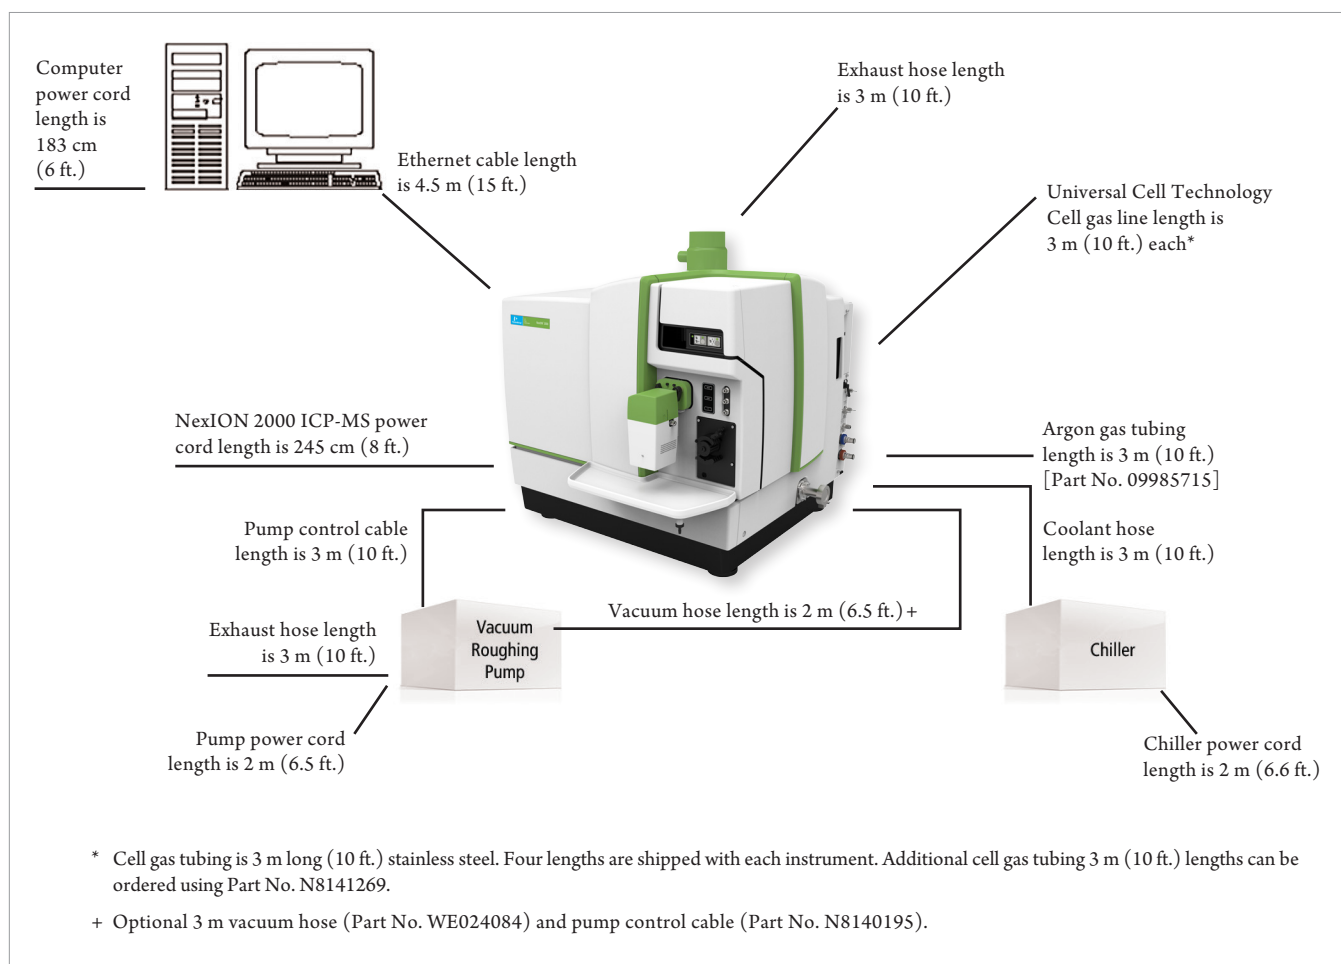 Computer
power cord
length is
183 cm
(6 ft.)
Ethernet cable length
is 4.5 m (15 ft.)
Exhaust hose length
is 3 m (10 ft.)
Universal Cell Technology
Cell gas line length is
3 m (10 ft.) each*
NexION 2000 ICP-MS power
cord length is 245 cm (8 ft.)
Argon gas tubing
length is 3 m (10 ft.)
[Part No. 09985715]
Pump control cable
length is 3 m (10 ft.)
Coolant hose
length is 3 m (10 ft.)
Vacuum hose length is 2 m (6.5 ft.) +
Exhaust hose length
is 3 m (10 ft.)
Vacuum
Roughing
Pump
Chiller
Pump power cord
length is 2 m (6.5 ft.)
Chiller power cord
length is 2 m (6.6 ft.)
* Cell gas tubing is 3 m long (10 ft.) stainless steel. Four lengths are shipped with each instrument. Additional cell gas tubing 3 m (10 ft.) lengths can be
ordered using Part No. N8141269.
+ Optional 3 m vacuum hose (Part No. WE024084) and pump control cable (Part No. N8140195).